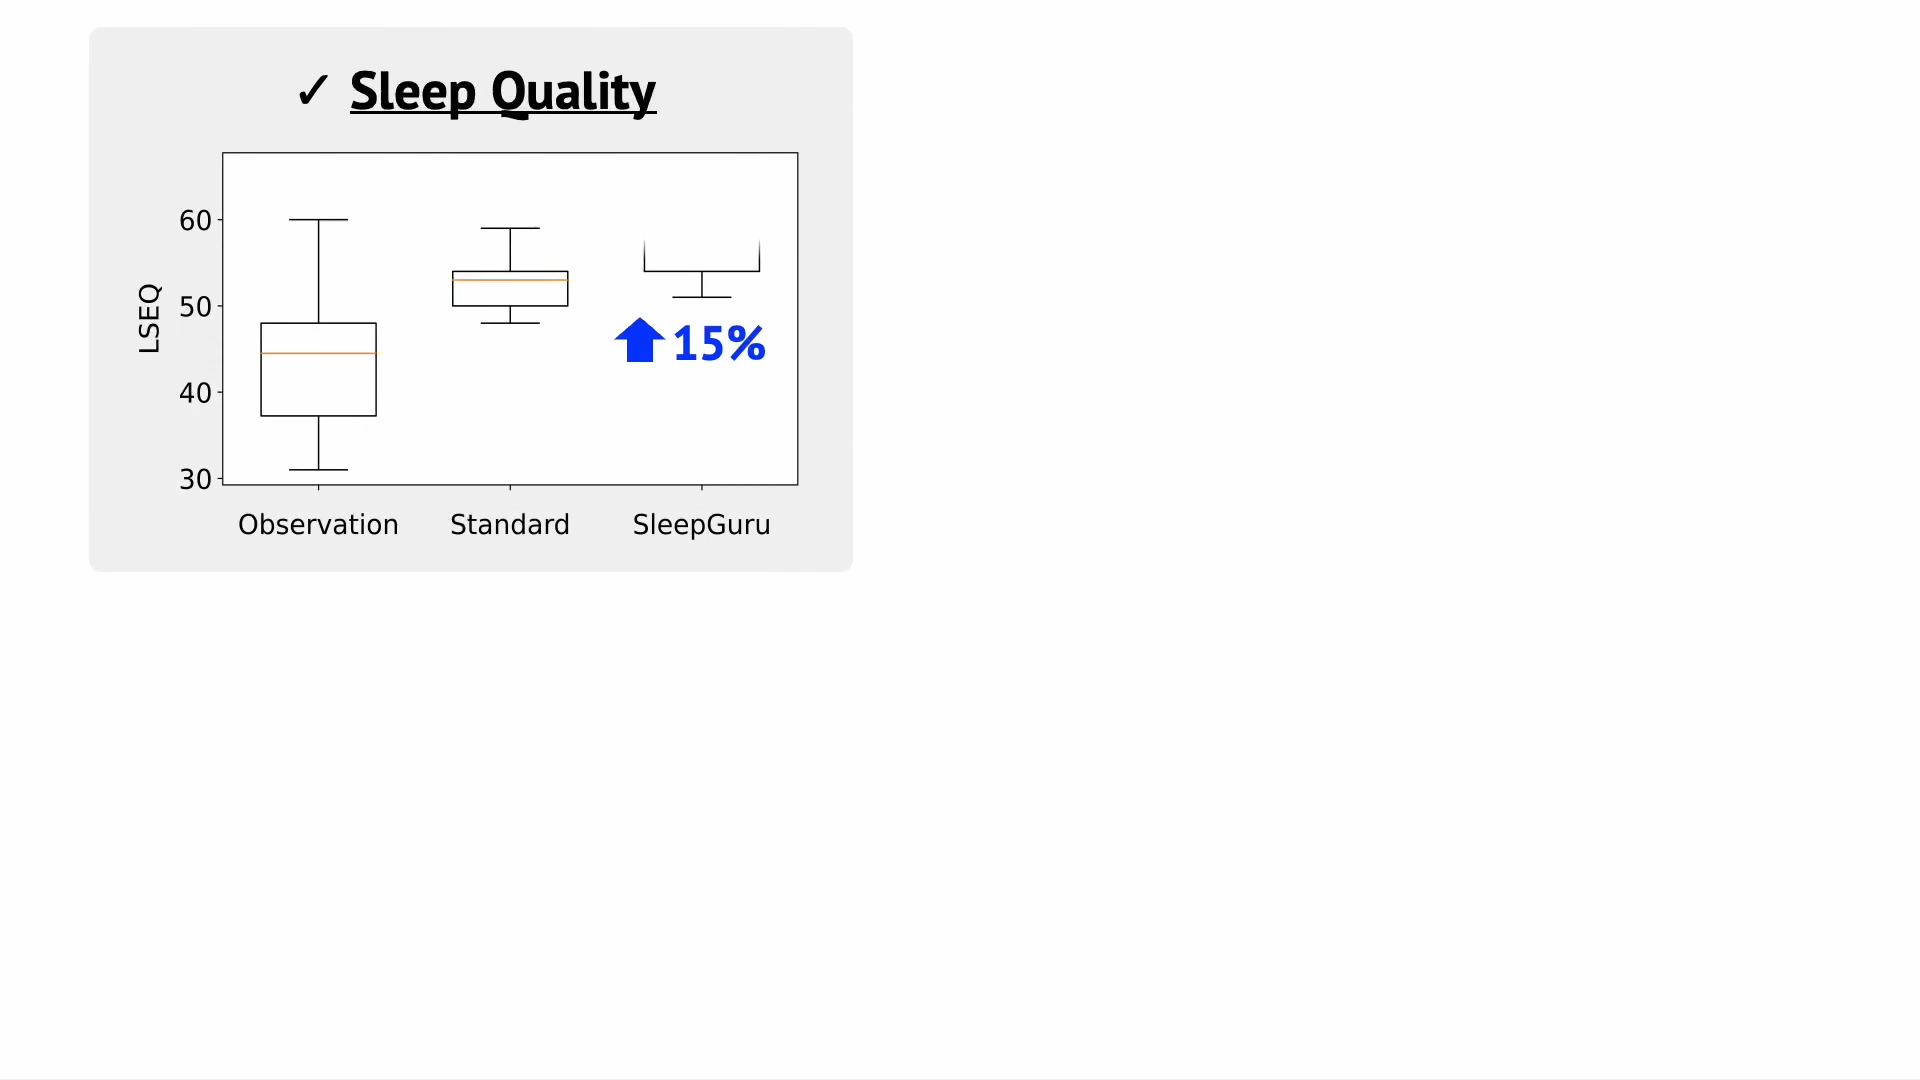 ✓ Sleep Quality
60
50
40
30
LSEQ
15%
Observation Standard SleepGuru